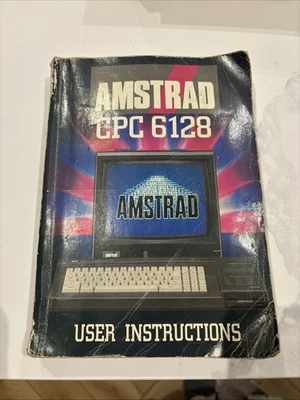 AMSTRAD
CPC 6128
AMSTRAD
USER INSTRUCTIONS